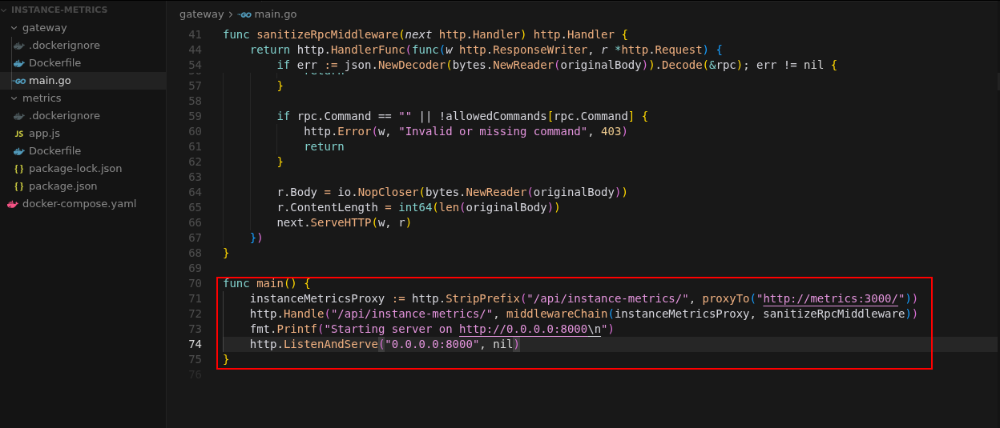 INSTANCE-METRICS
gateway
.dockerignore
Dockerfile
GO main.go
metrics
.dockerignore
JS app.js
Dockerfile
{} package-lock.json
{} package.json
docker-compose.yaml
gateway > GO main.go
41 func sanitizeRpcMiddleware(next http.Handler) http.Handler {
44 return http.HandlerFunc(func(w http.ResponseWriter, r *http.Request) {
54 if err := json.NewDecoder(bytes.NewReader(originalBody)).Decode(&rpc); err != nil {
return
57 }
58
59 if rpc.Command == "" || !allowedCommands[rpc.Command] {
60 http.Error(w, "Invalid or missing command", 403)
61 return
62 }
63
64 r.Body = io.NopCloser(bytes.NewReader(originalBody))
65 r.ContentLength = int64(len(originalBody))
66 next.ServeHTTP(w, r)
67 })
68 }
69
70 func main() {
71 instanceMetricsProxy := http.StripPrefix("/api/instance-metrics/", proxyTo("http://metrics:3000/"))
72 http.Handle("/api/instance-metrics/", middlewareChain(instanceMetricsProxy, sanitizeRpcMiddleware))
73 fmt.Printf("Starting server on http://0.0.0.0:8000\n")
74 http.ListenAndServe("0.0.0.0:8000", nil)
75 }
76